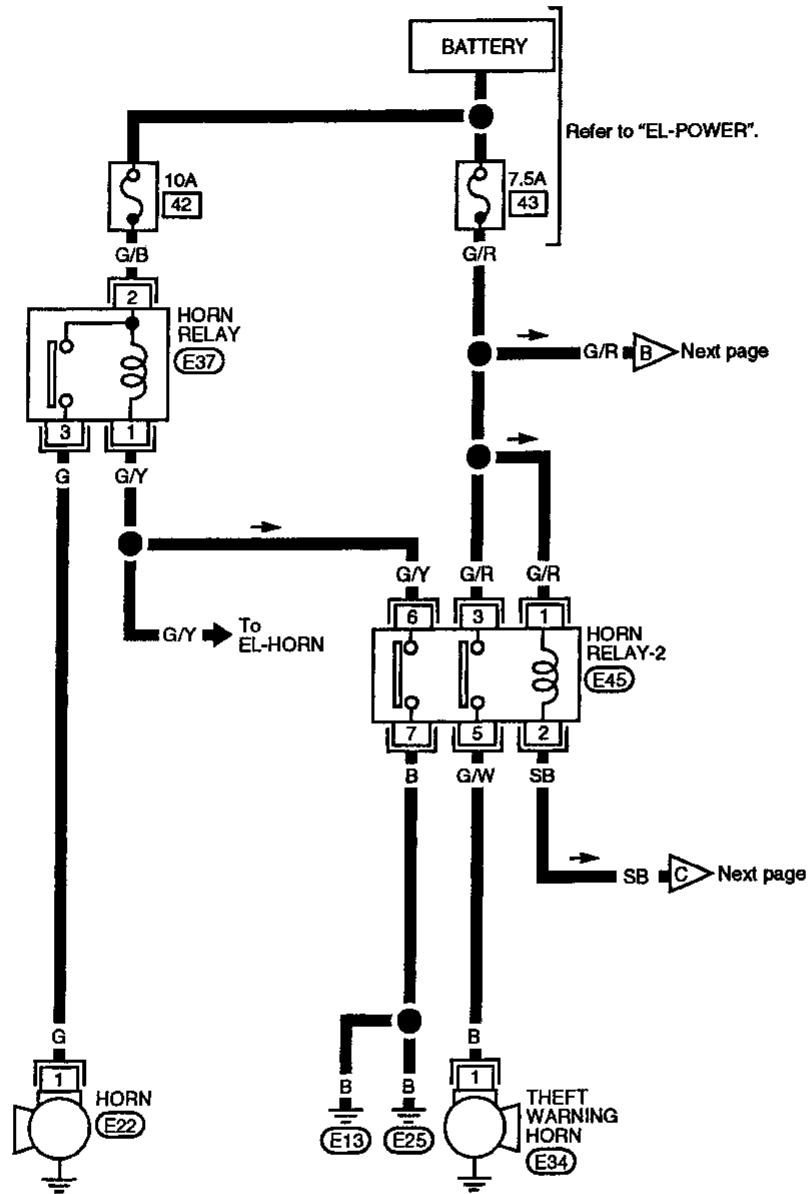 BATTERY
Refer to "EL-POWER".
10A
42
7.5A
43
G/B
G/R
2
HORN
RELAY
E37
G/R
B
Next page
3
1
G
G/Y
G/Y
G/R
G/R
G/Y
To
EL-HORN
6
3
1
HORN
RELAY-2
E45
7
5
2
B
G/W
SB
SB
C
Next page
G
B
1
HORN
E22
B
B
E13
E25
1
THEFT
WARNING
HORN
E34